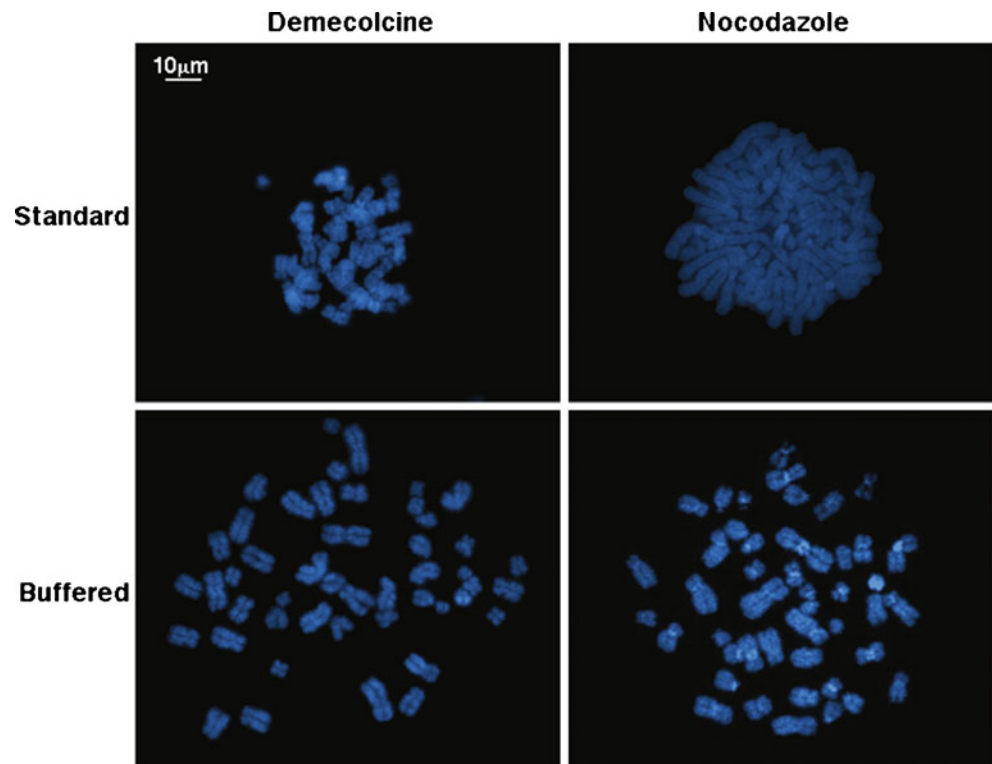 Demecolcine
Nocodazole
10μm
Standard
Buffered